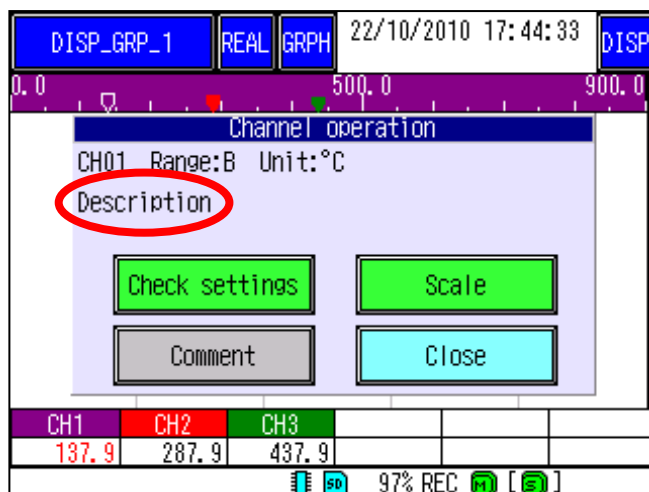 DISP_GRP_1 REAL GRPH 22/10/2010 17:44:33 DISP
0.0 500.0 900.0
Channel operation
CH01 Range:B Unit:°C
Description
Check settings Scale
Comment Close
CH1 CH2 CH3
137.9 287.9 437.9
SD 97% REC M [S]